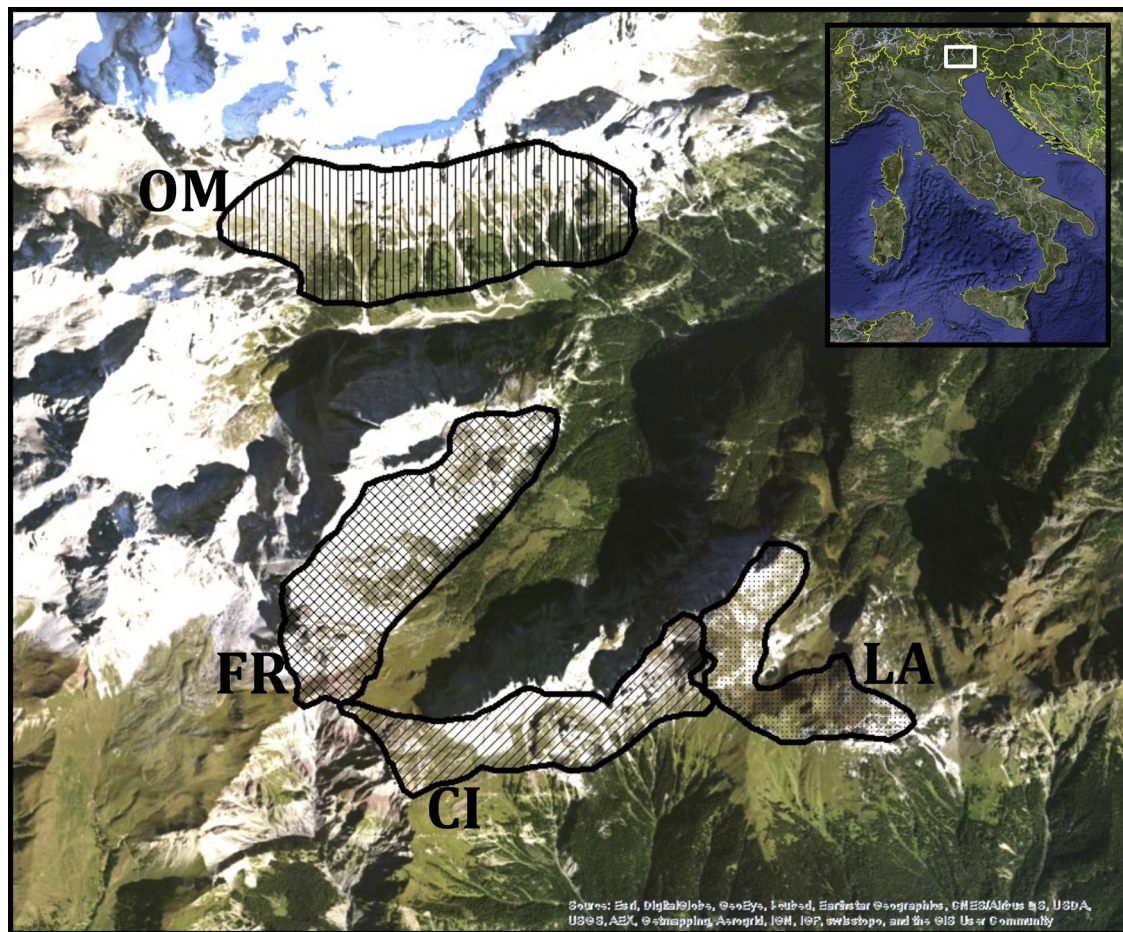 OM
FR
LA
CI
Source: Esri, DigitalGlobe, GeoEye, i-cubed, Earthstar Geographics, CNES/Airbus DS, USDA,
USGS, AEX, Getmapping, Aerogrid, IGN, IGP, swisstopo, and the GIS User Community